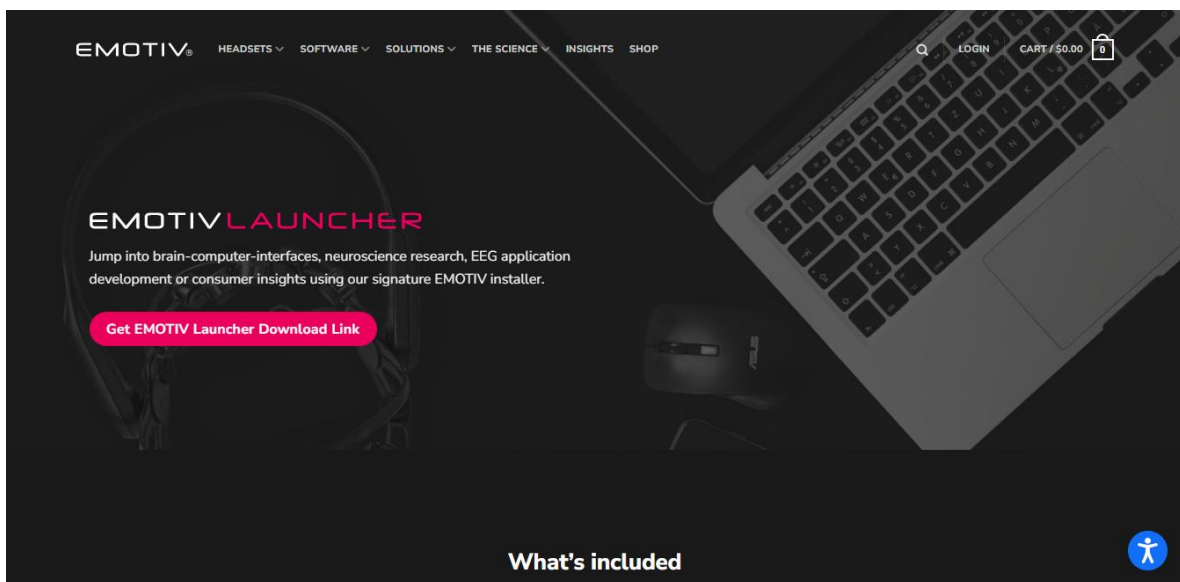 EMOTIV®
HEADSETS SOFTWARE SOLUTIONS THE SCIENCE INSIGHTS SHOP
LOGIN CART / $0.00 0
EMOTIVLAUNCHER
Jump into brain-computer-interfaces, neuroscience research, EEG application
development or consumer insights using our signature EMOTIV installer.
Get EMOTIV Launcher Download Link
ASUS
What's included